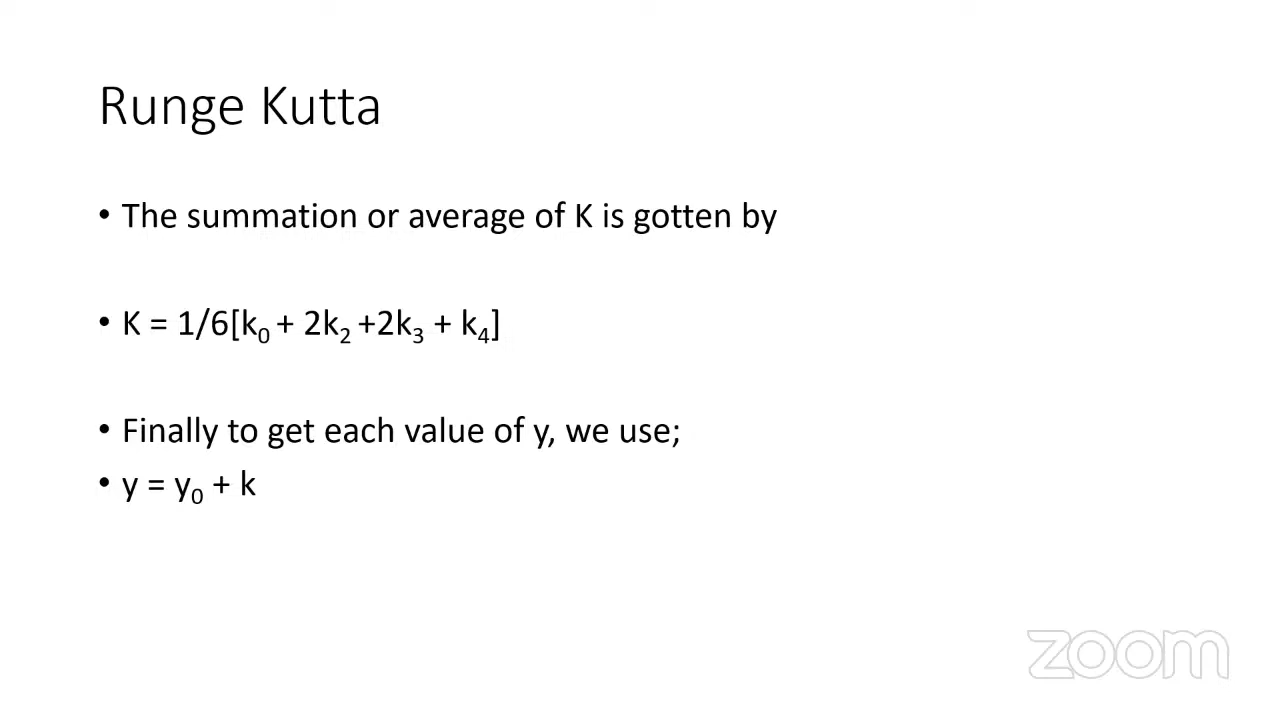 Runge Kutta
• The summation or average of K is gotten by
• K = 1/6[k₀ + 2k₂ +2k₃ + k₄]
• Finally to get each value of y, we use;
• y = y₀ + k
zoom